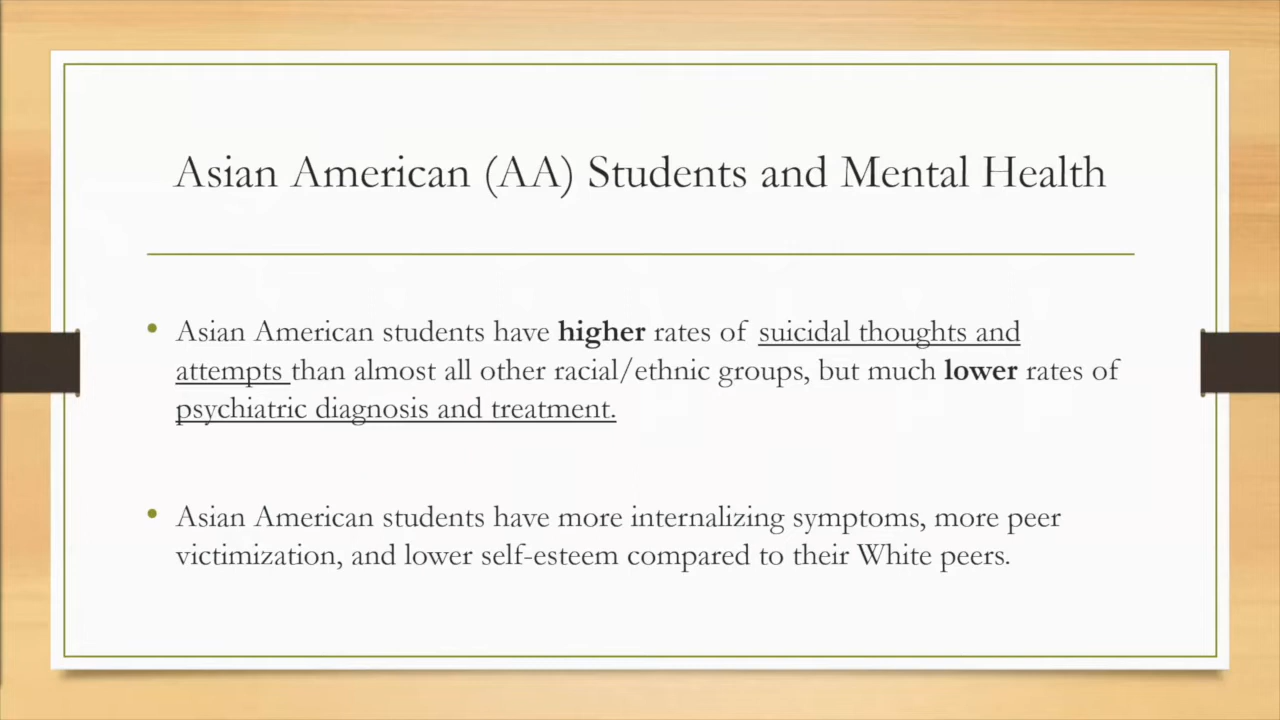 Asian American (AA) Students and Mental Health
• Asian American students have higher rates of suicidal thoughts and
attempts than almost all other racial/ethnic groups, but much lower rates of
psychiatric diagnosis and treatment.
• Asian American students have more internalizing symptoms, more peer
victimization, and lower self-esteem compared to their White peers.